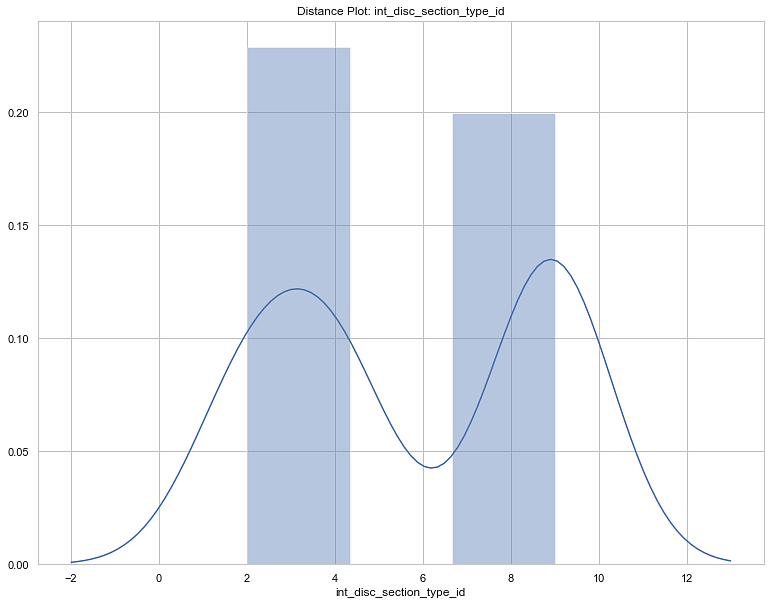 Distance Plot: int_disc_section_type_id
0.20
0.15
0.10
0.05
0.00
−2 0 2 4 6 8 10 12
int_disc_section_type_id